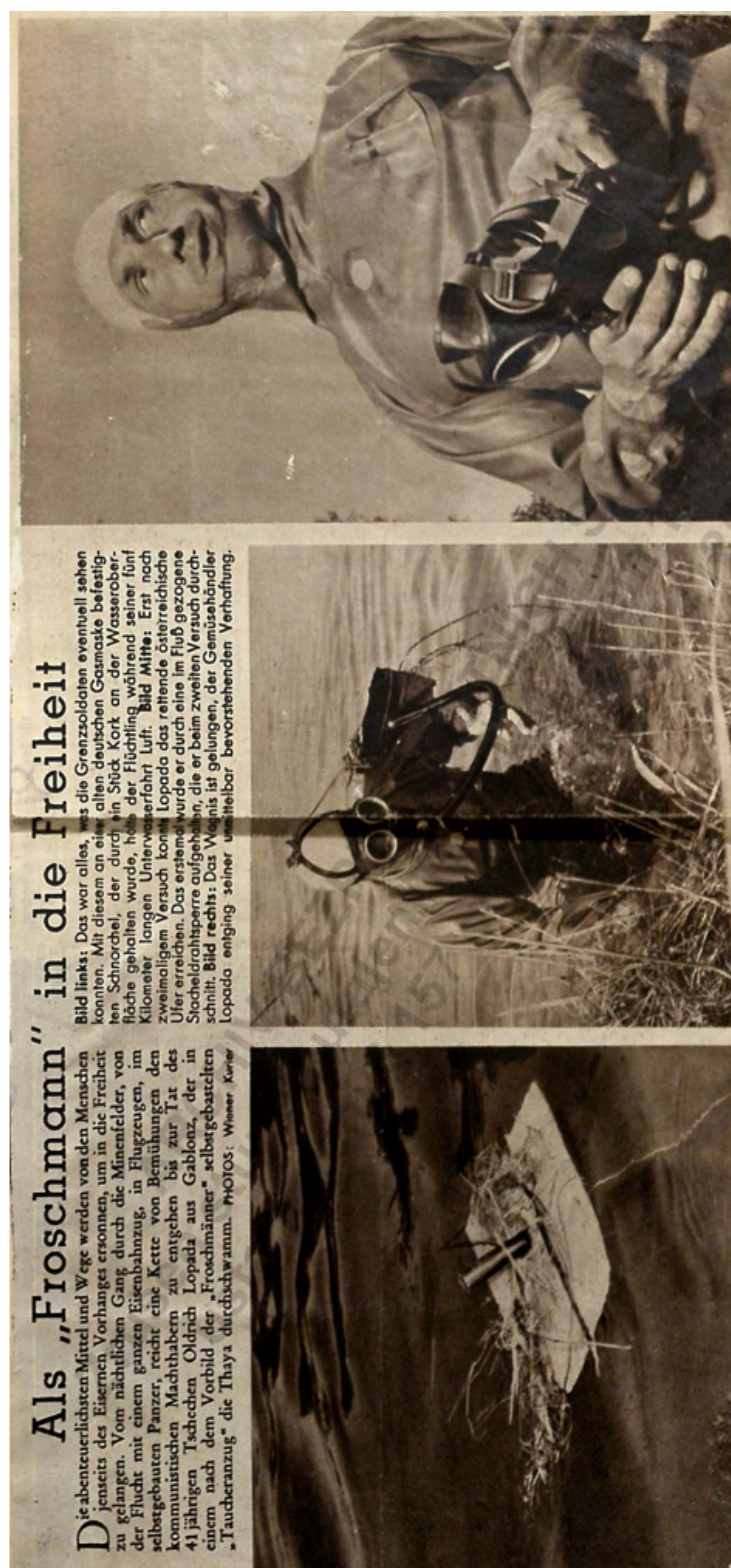 Als „Froschmann" in die Freiheit
Die abenteuerlichsten Mittel und Wege werden von den Menschen
jenseits des Eisernen Vorhanges ersonnen, um in die Freiheit
zu gelangen. Vom nächtlichen Gang durch die Minenfelder, von
der Flucht mit einem ganzen Eisenbahnzug, in Flugzeugen, im
selbstgebauten Panzer, reicht eine Kette von Bemühungen den
kommunistischen Machthabern zu entgehen bis zur Tat des
41jährigen Tschechen Oldrich Lopada aus Gablonz, der in
einem nach dem Vorbild der „Froschmänner" selbstgebastelten
„Taucheranzug" die Thaya durchschwamm. PHOTOS: Wiener Kurier
Bild links: Das war alles, was die Grenzsoldaten eventuell sehen
konnten. Mit diesem an einer alten deutschen Gasmaske befestig-
ten Schnorchel, der durch ein Stück Kork an der Wasserober-
fläche gehalten wurde, holte der Flüchtling während seiner fünf
Kilometer langen Unterwasserfahrt Luft. Bild Mitte: Erst nach
zweimaligem Versuch konnte Lopada das rettende österreichische
Ufer erreichen. Das erstemal wurde er durch eine im Fluß gezogene
Stacheldrahtsperre aufgehalten, die er beim zweiten Versuch durch-
schnitt. Bild rechts: Das Wagnis ist gelungen, der Gemüsehändler
Lopada entging seiner unmittelbar bevorstehenden Verhaftung.